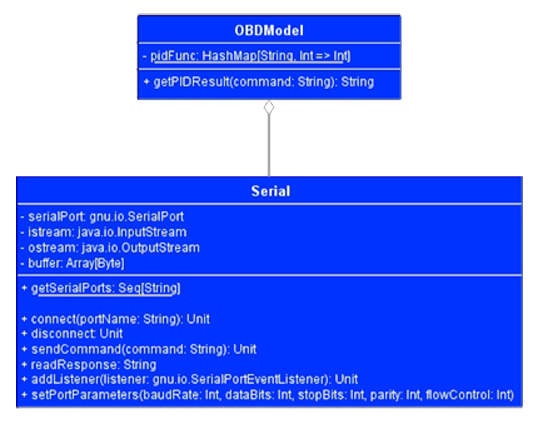 OBDModel
- pidFunc: HashMap[String, Int => Int]
+ getPIDResult(command: String): String
Serial
- serialPort: gnu.io.SerialPort
- istream: java.io.InputStream
- ostream: java.io.OutputStream
- buffer: Array[Byte]
+ getSerialPorts: Seq[String]
+ connect(portName: String): Unit
+ disconnect: Unit
+ sendCommand(command: String): Unit
+ readResponse: String
+ addListener(listener: gnu.io.SerialPortEventListener): Unit
+ setPortParameters(baudRate: Int, dataBits: Int, stopBits: Int, parity: Int, flowControl: Int)